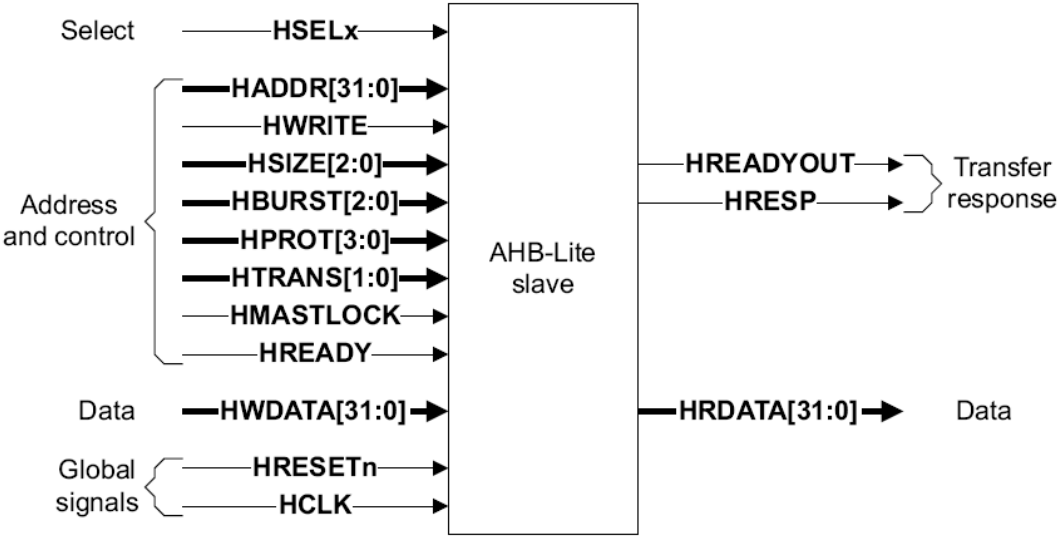 Select
HSELx
Address
and control
HADDR[31:0]
HWRITE
HSIZE[2:0]
HBURST[2:0]
HPROT[3:0]
HTRANS[1:0]
HMASTLOCK
HREADY
Data
HWDATA[31:0]
Global
signals
HRESETn
HCLK
AHB-Lite
slave
HREADYOUT
HRESP
Transfer
response
HRDATA[31:0]
Data